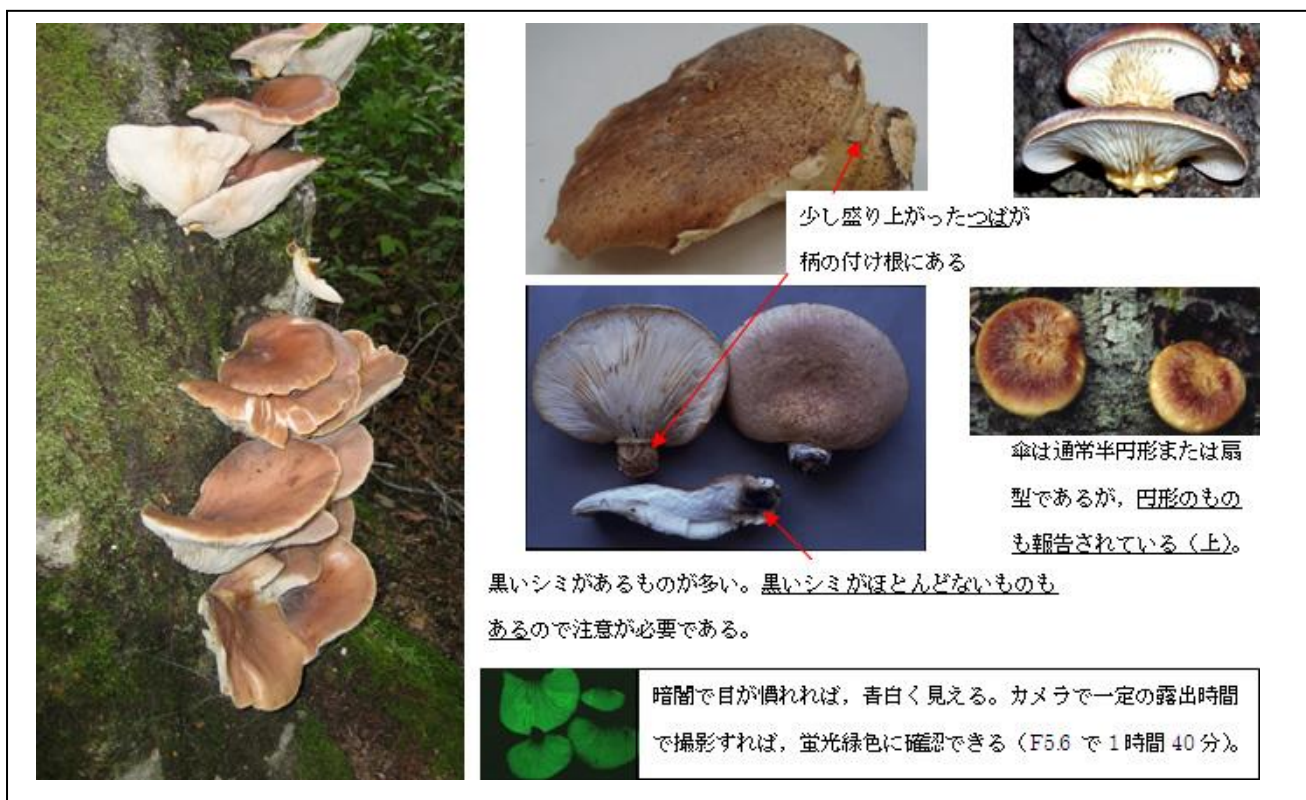 少し盛り上がったつばが
柄の付け根にある
傘は通常半円形または扇
型であるが，円形のもの
も報告されている（上）。
黒いシミがあるものが多い。黒いシミがほとんどないものも
あるので注意が必要である。
暗闇で目が慣れれば，青白く見える。カメラで一定の露出時間
で撮影すれば，蛍光緑色に確認できる（F5.6 で 1 時間 40 分）。